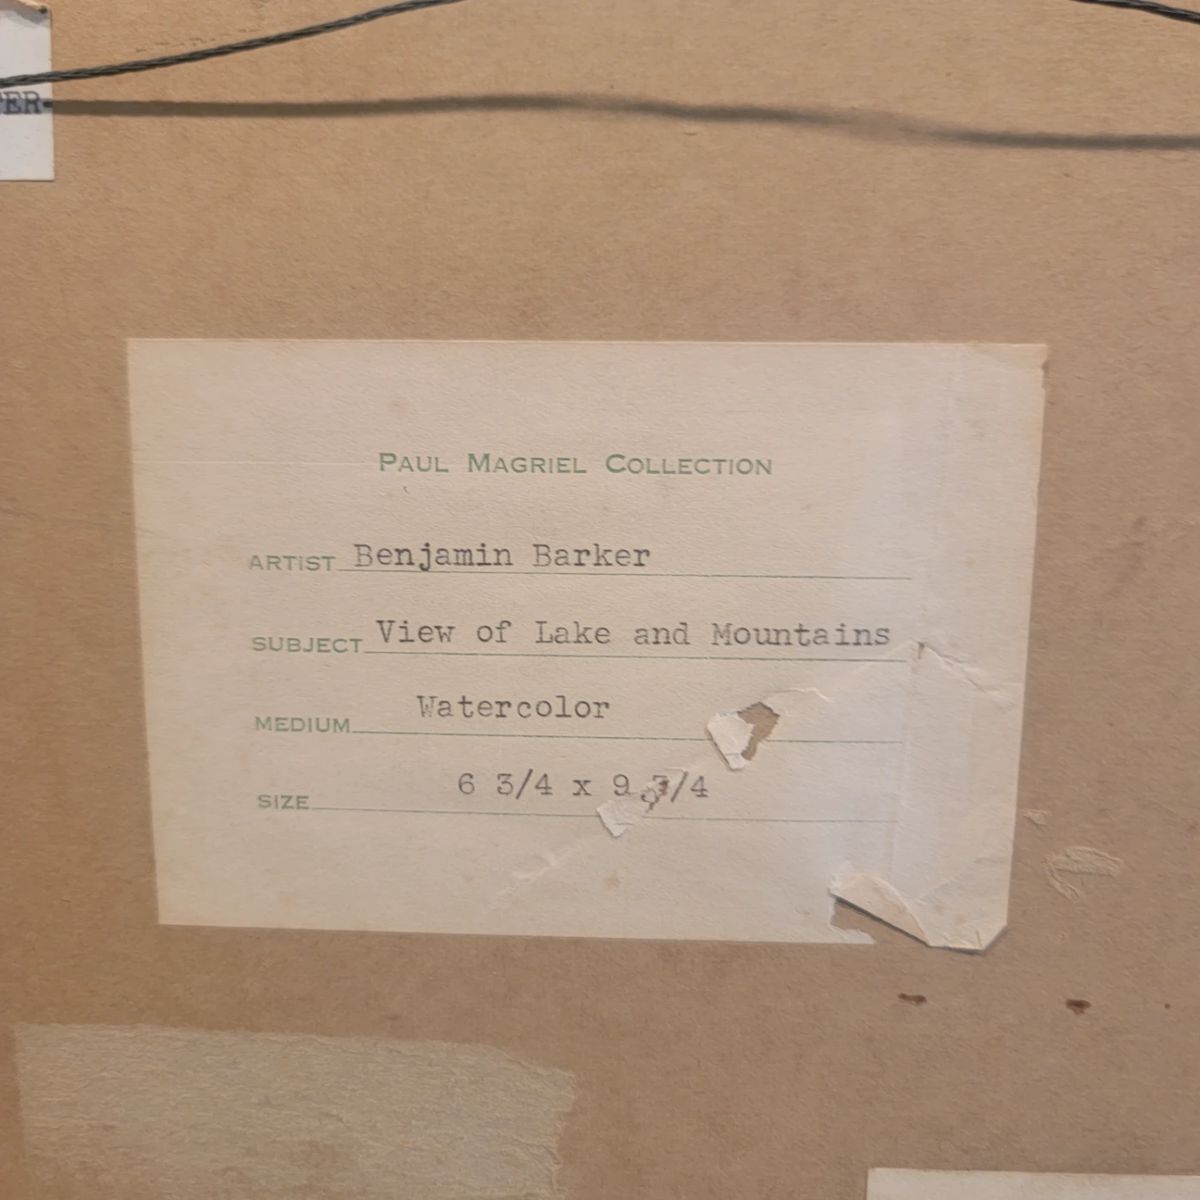 TER-
PAUL MAGRIEL COLLECTION
ARTIST Benjamin Barker
SUBJECT View of Lake and Mountains
MEDIUM Watercolor
SIZE 6 3/4 x 9 3/4